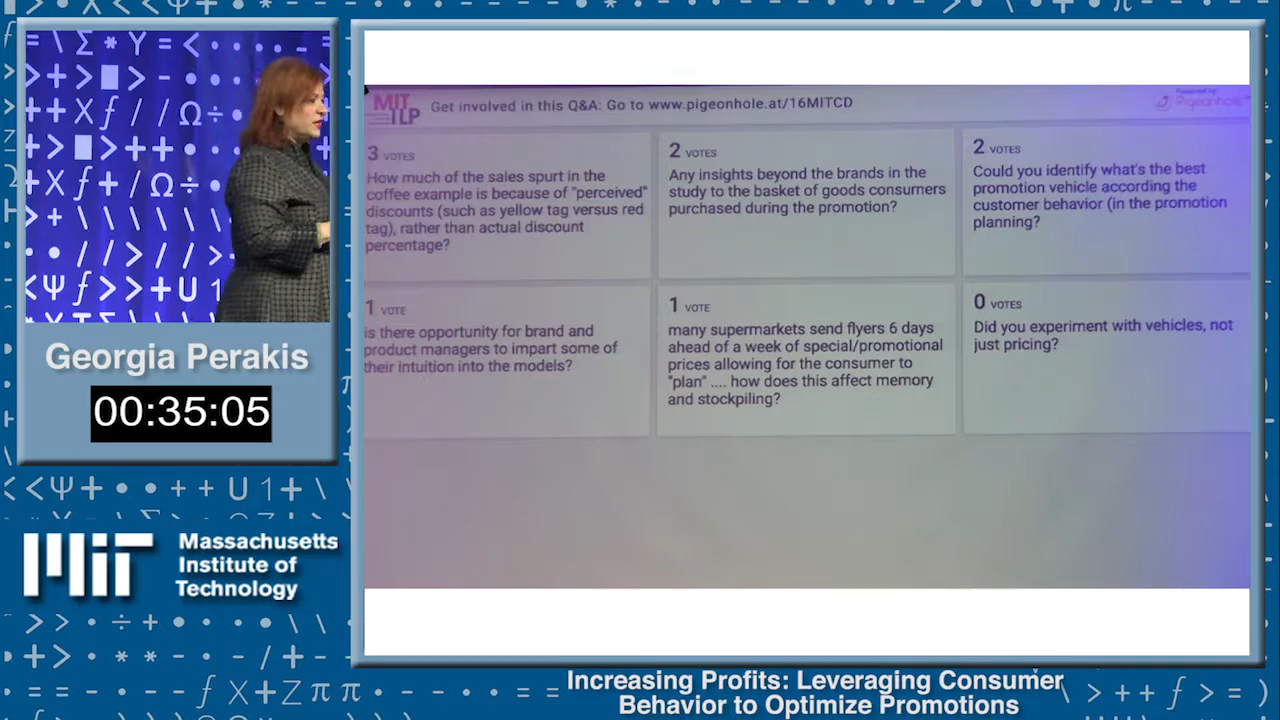 Georgia Perakis
00:35:05
MIT
Massachusetts
Institute of
Technology
MIT
ILP
Get involved in this Q&A: Go to www.pigeonhole.at/16MITCD
Powered by
Pigeonhole
3 VOTES
How much of the sales spurt in the
coffee example is because of "perceived"
discounts (such as yellow tag versus red
tag), rather than actual discount
percentage?
2 VOTES
Any insights beyond the brands in the
study to the basket of goods consumers
purchased during the promotion?
2 VOTES
Could you identify what's the best
promotion vehicle according the
customer behavior (in the promotion
planning?
1 VOTE
is there opportunity for brand and
product managers to impart some of
their intuition into the models?
1 VOTE
many supermarkets send flyers 6 days
ahead of a week of special/promotional
prices allowing for the consumer to
"plan" .... how does this affect memory
and stockpiling?
0 VOTES
Did you experiment with vehicles, not
just pricing?
Increasing Profits: Leveraging Consumer
Behavior to Optimize Promotions